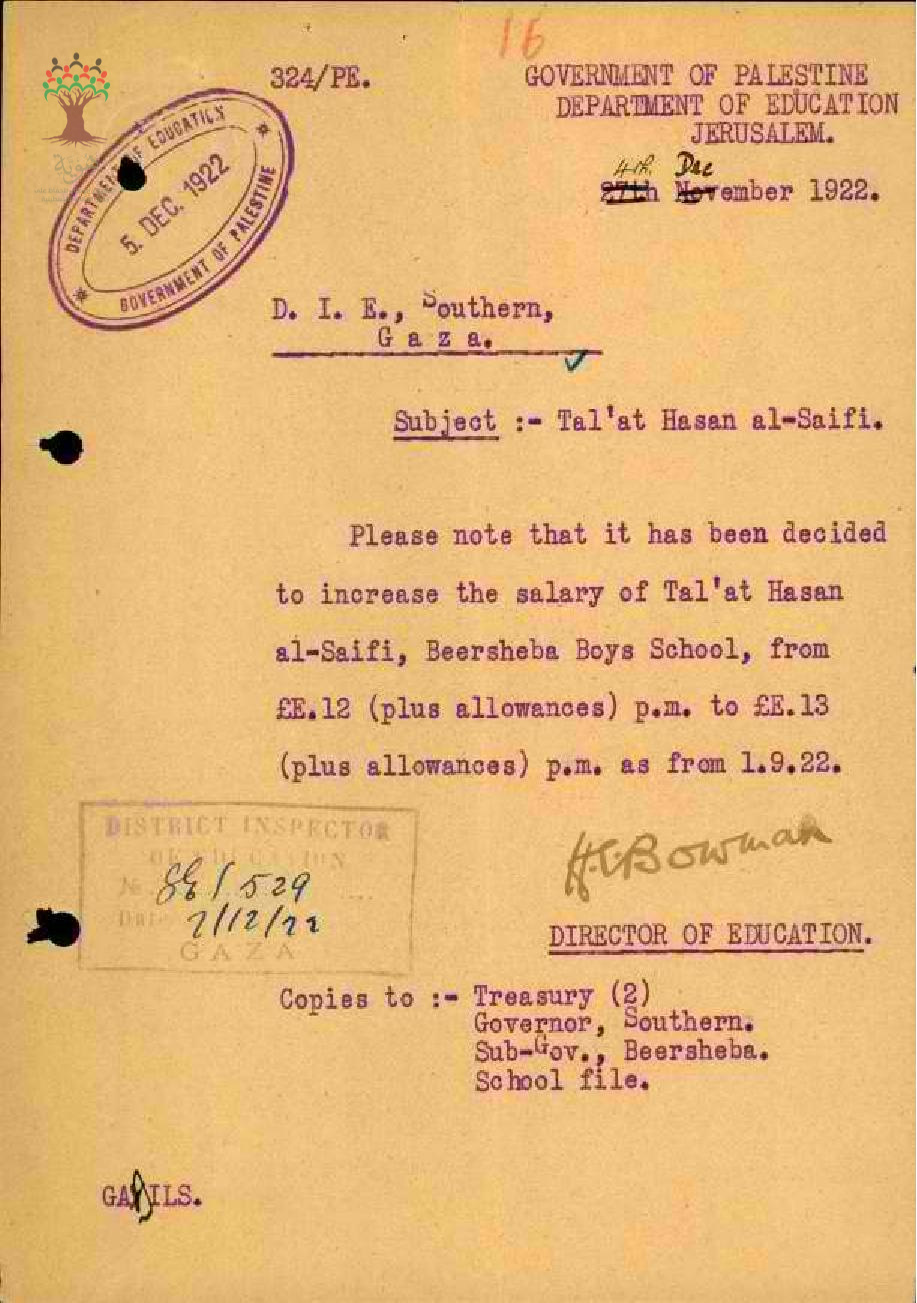 16
324/PE.
GOVERNMENT OF PALESTINE
DEPARTMENT OF EDUCATION
JERUSALEM.
4th Dec
27th November 1922.
DEPARTMENT OF EDUCATION
5. DEC. 1922
GOVERNMENT OF PALESTINE
D. I. E., Southern,
G a z a.
Subject :- Tal'at Hasan al-Saifi.
Please note that it has been decided
to increase the salary of Tal'at Hasan
al-Saifi, Beersheba Boys School, from
£E.12 (plus allowances) p.m. to £E.13
(plus allowances) p.m. as from 1.9.22.
H.E.Bowman
DIRECTOR OF EDUCATION.
DISTRICT INSPECTOR
OF EDUCATION
No. /529
Date 7/12/22
GAZA
Copies to :- Treasury (2)
Governor, Southern.
Sub-Gov., Beersheba.
School file.